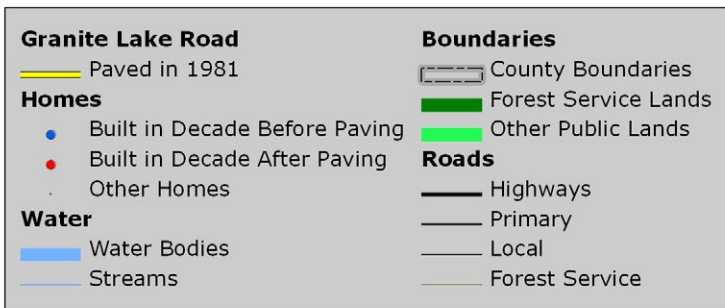 Granite Lake Road
Paved in 1981
Homes
Built in Decade Before Paving
Built in Decade After Paving
Other Homes
Water
Water Bodies
Streams
Boundaries
County Boundaries
Forest Service Lands
Other Public Lands
Roads
Highways
Primary
Local
Forest Service